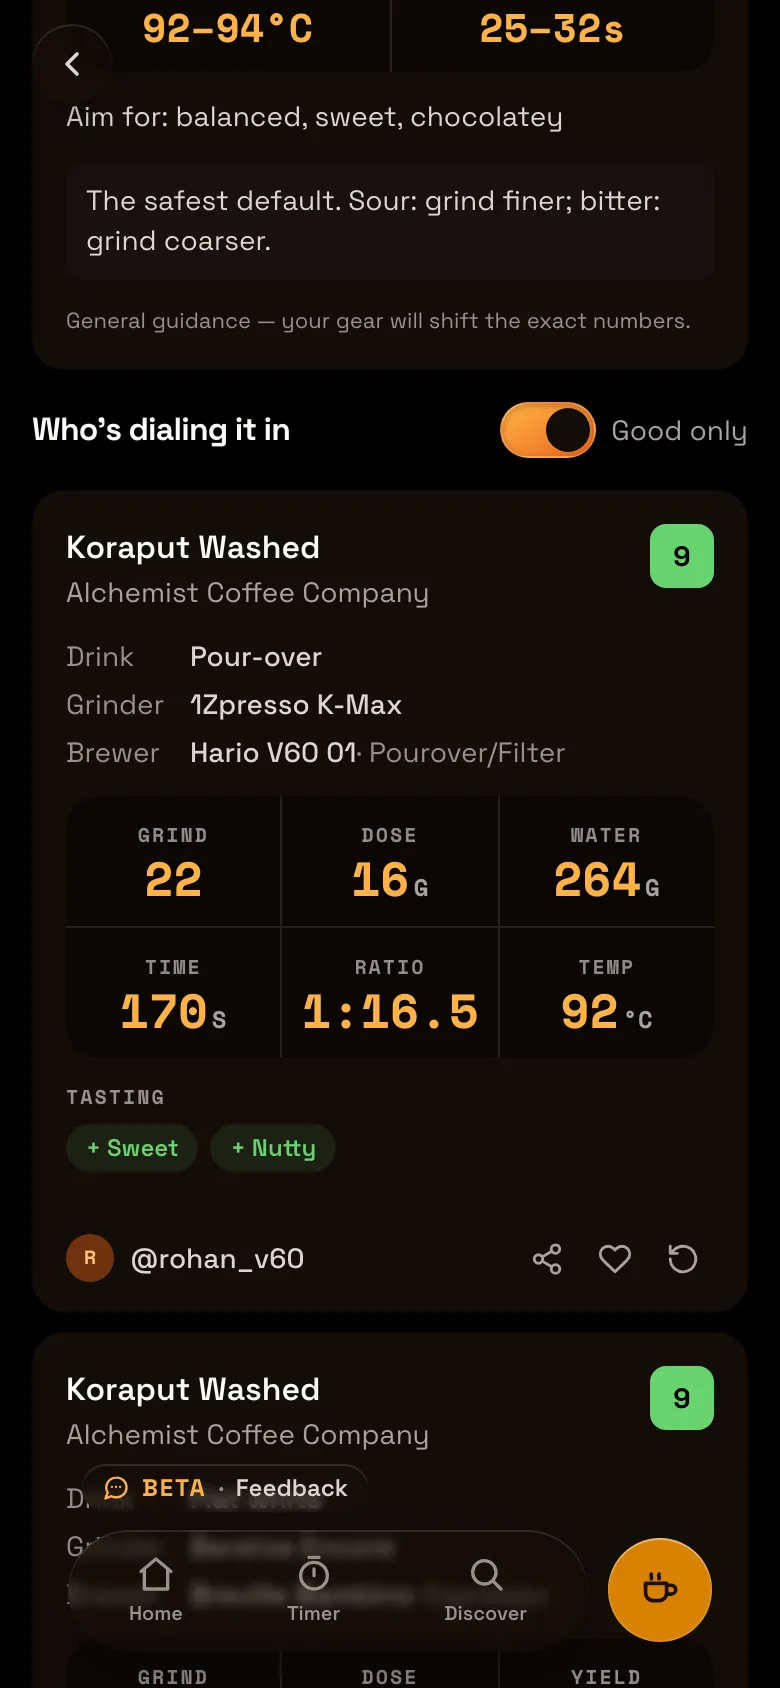 92–94°C
25–32s
Aim for: balanced, sweet, chocolatey
The safest default. Sour: grind finer; bitter:
grind coarser.
General guidance — your gear will shift the exact numbers.
Who’s dialing it in
Good only
Koraput Washed
9
Alchemist Coffee Company
Drink Pour-over
Grinder 1Zpresso K-Max
Brewer Hario V60 01· Pourover/Filter
GRIND DOSE WATER
22 16 G 264 G
TIME RATIO TEMP
170 S 1:16.5 92 °C
TASTING
+ Sweet + Nutty
R @rohan_v60
Koraput Washed
9
Alchemist Coffee Company
BETA · Feedback
Home Timer Discover
GRIND DOSE YIELD